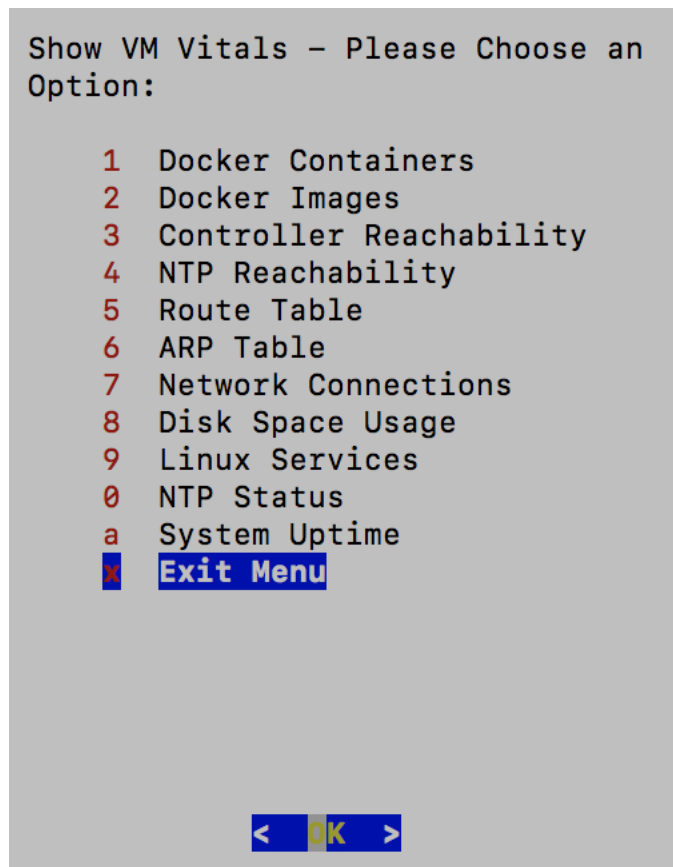 Show VM Vitals – Please Choose an
Option:
1 Docker Containers
2 Docker Images
3 Controller Reachability
4 NTP Reachability
5 Route Table
6 ARP Table
7 Network Connections
8 Disk Space Usage
9 Linux Services
0 NTP Status
a System Uptime
x Exit Menu
< OK >